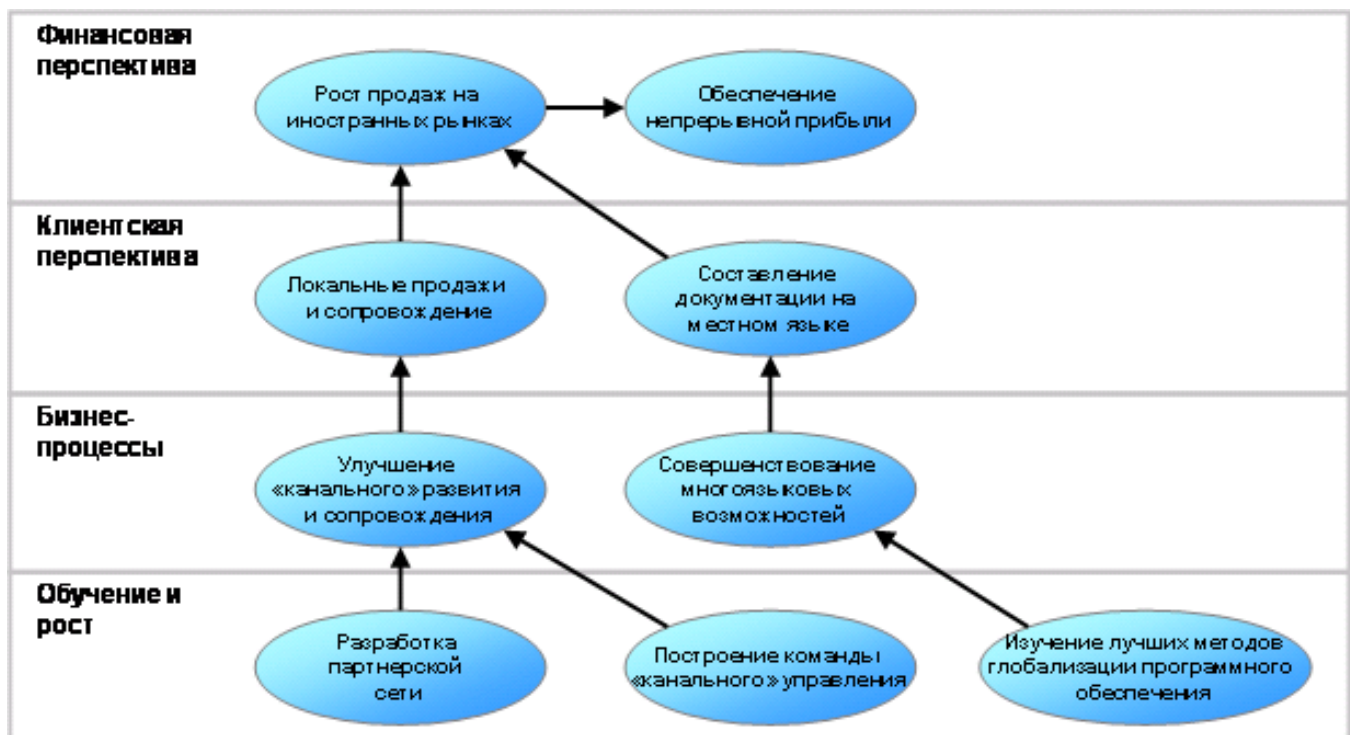 Финансовая
перспектива
Рост продаж на
иностранных рынках
Обеспечение
непрерывной прибыли
Клиентская
перспектива
Локальные продажи
и сопровождение
Составление
документации на
местном языке
Бизнес-
процессы
Улучшение
«канального» развития
и сопровождения
Совершенствование
многоязыковых
возможностей
Обучение и
рост
Разработка
партнерской
сети
Построение команды
«канального» управления
Изучение лучших методов
глобализации программного
обеспечения